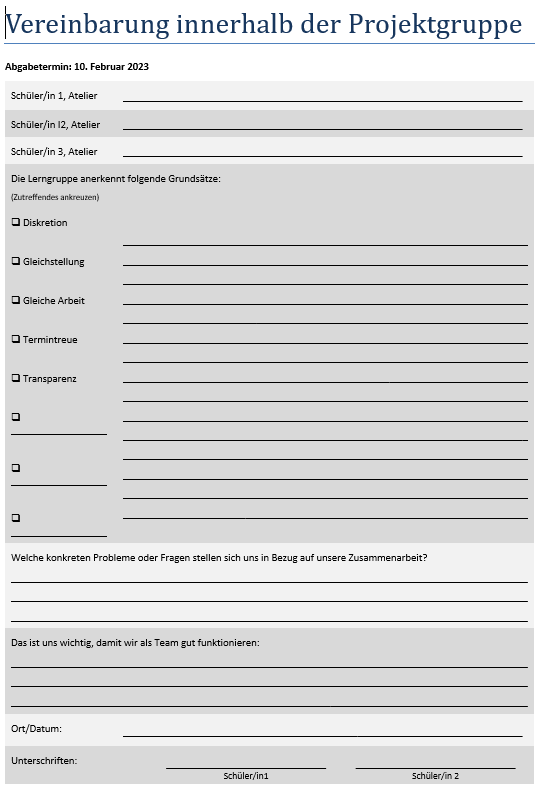 Vereinbarung innerhalb der Projektgruppe
Abgabetermin: 10. Februar 2023
Schüler/in 1, Atelier
Schüler/in I2, Atelier
Schüler/in 3, Atelier
Die Lerngruppe anerkennt folgende Grundsätze:
(Zutreffendes ankreuzen)
❑ Diskretion
❑ Gleichstellung
❑ Gleiche Arbeit
❑ Termintreue
❑ Transparenz
❑
❑
❑
Welche konkreten Probleme oder Fragen stellen sich uns in Bezug auf unsere Zusammenarbeit?
Das ist uns wichtig, damit wir als Team gut funktionieren:
Ort/Datum:
Unterschriften:
Schüler/in1 Schüler/in 2